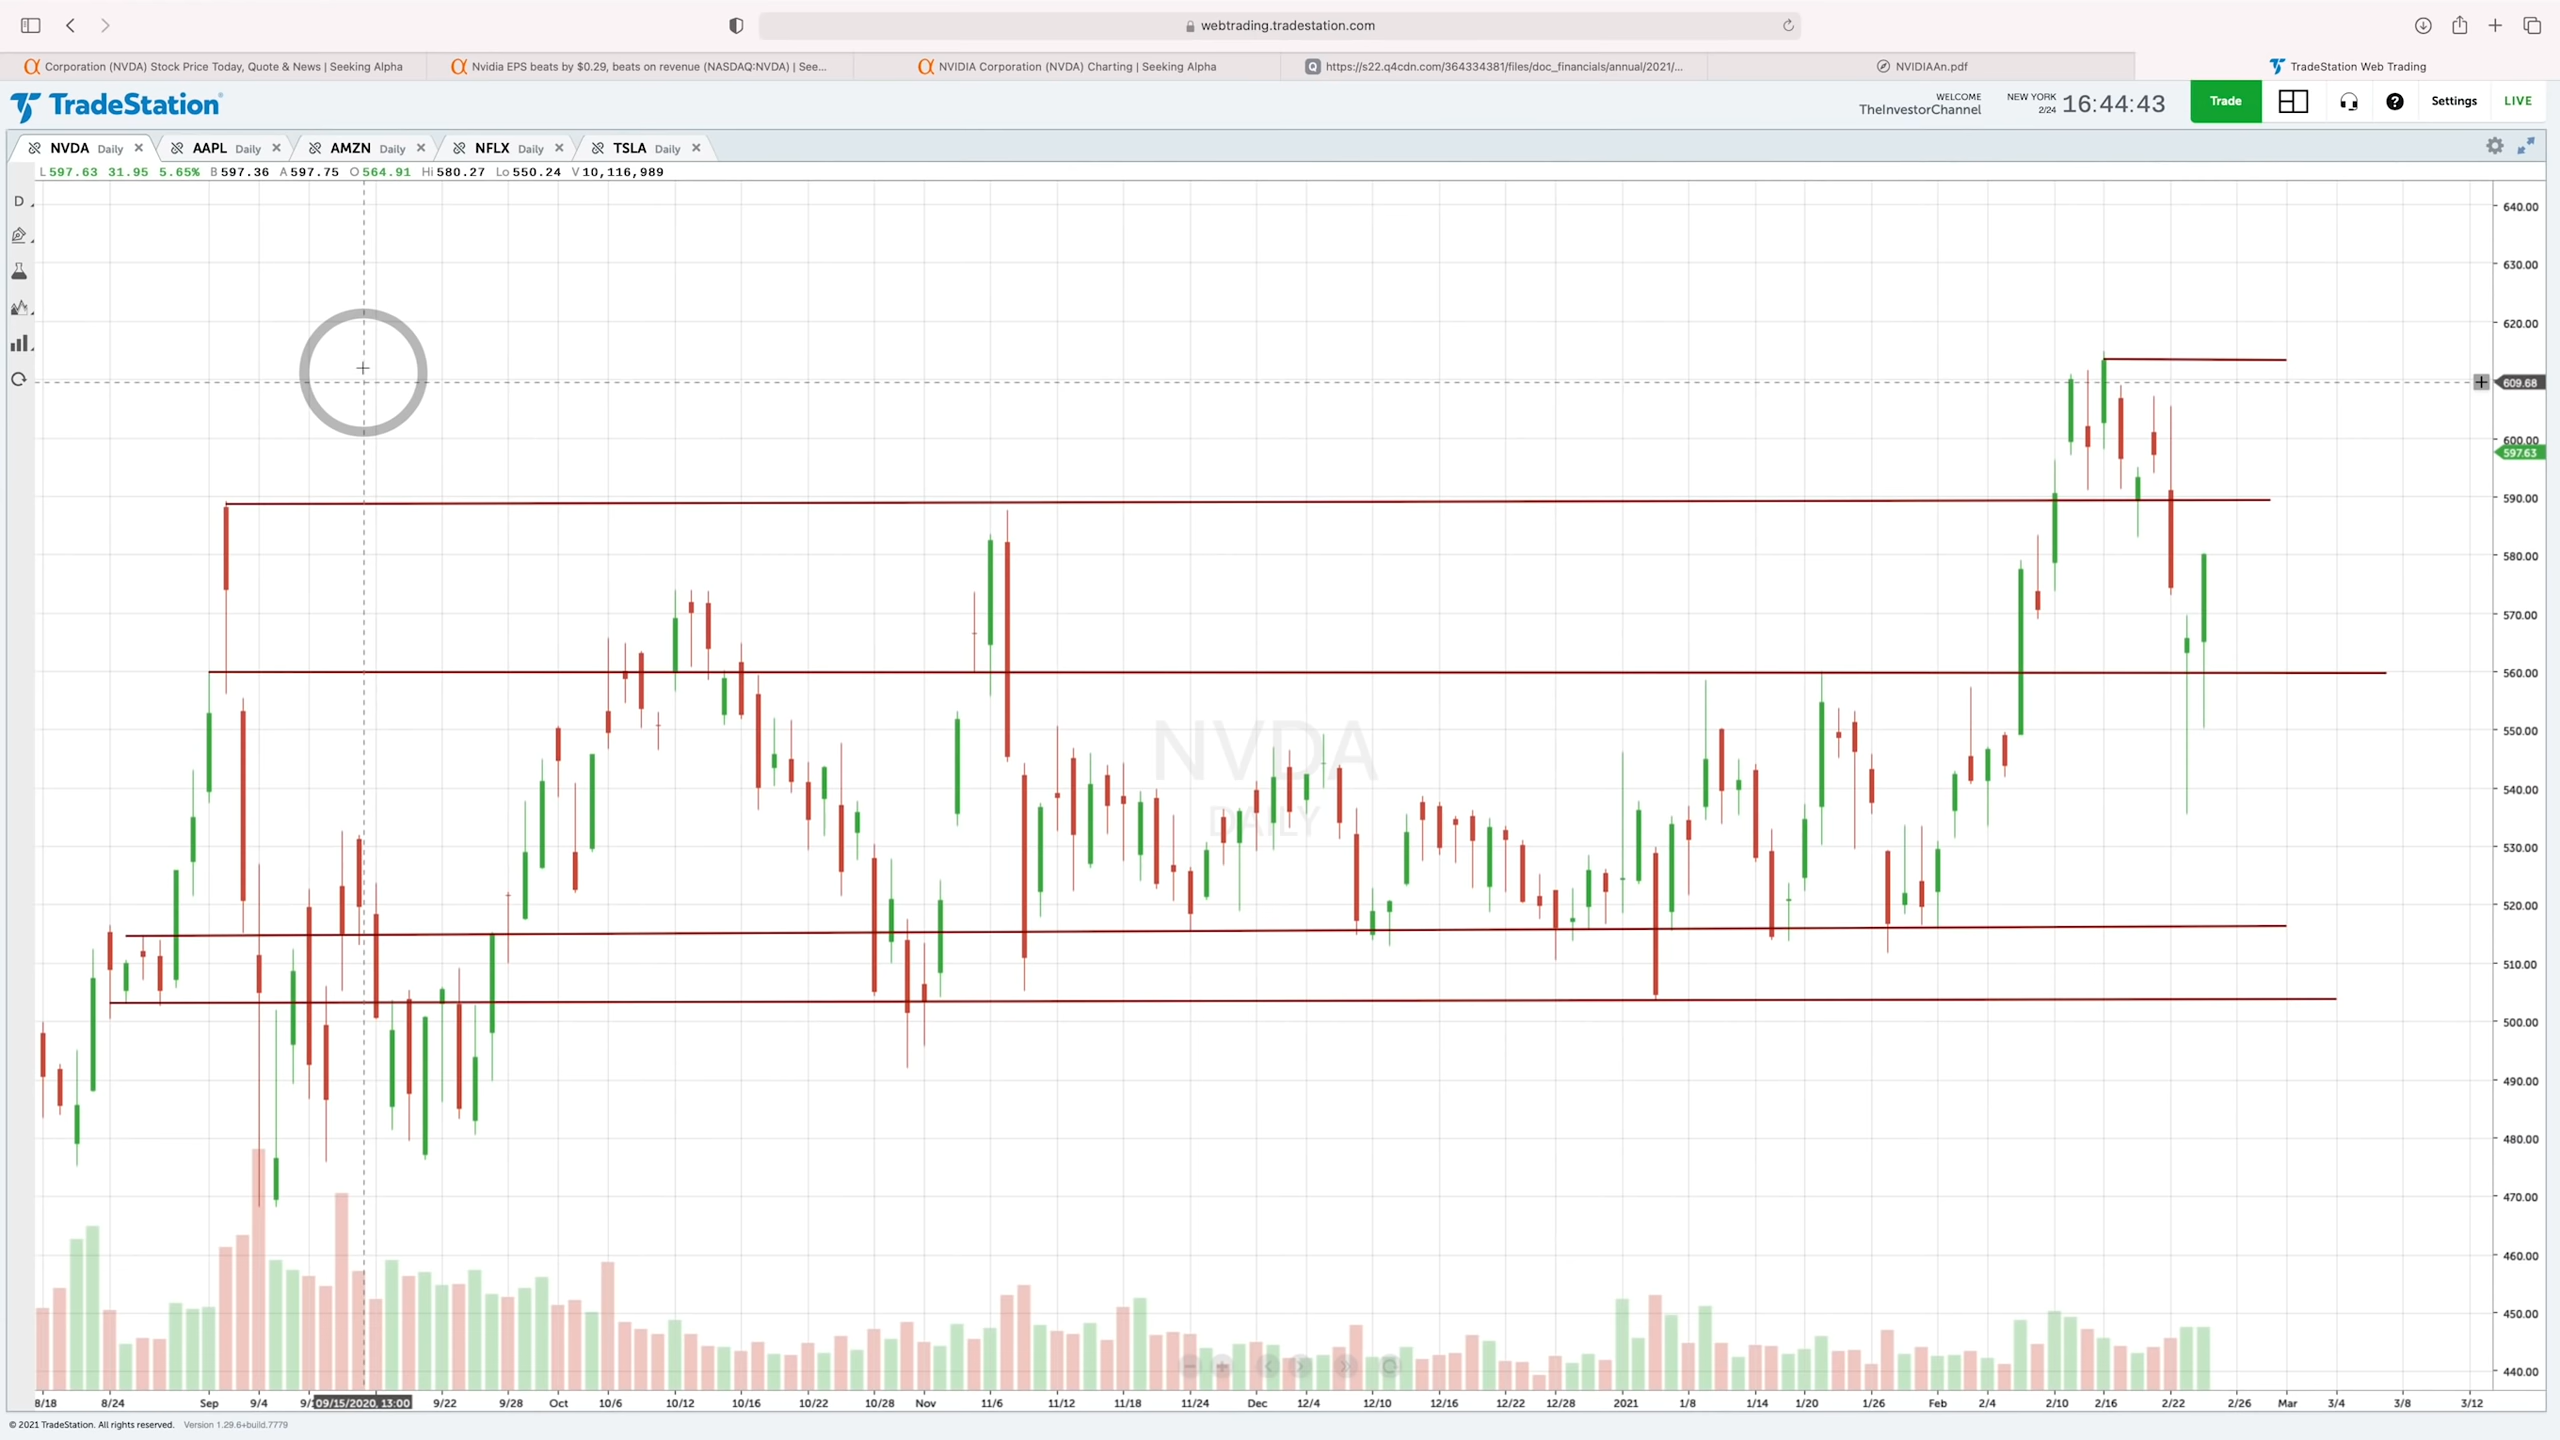 webtrading.tradestation.com
Corporation (NVDA) Stock Price Today, Quote & News | Seeking Alpha
Nvidia EPS beats by $0.29, beats on revenue (NASDAQ:NVDA) | See...
NVIDIA Corporation (NVDA) Charting | Seeking Alpha
Q https://s22.q4cdn.com/364334381/files/doc_financials/annual/2021/...
NVIDIAAn.pdf
TradeStation Web Trading
TradeStation
WELCOME
TheInvestorChannel
NEW YORK
2/24
16:44:43
Trade
Settings
LIVE
NVDA Daily
AAPL Daily
AMZN Daily
NFLX Daily
TSLA Daily
L 597.63 31.95 5.65% B 597.36 A 597.75 O 564.91 Hi 580.27 Lo 550.24 V 10,116,989
D
640.00
630.00
620.00
609.68
600.00
597.63
590.00
580.00
570.00
560.00
550.00
540.00
530.00
520.00
510.00
500.00
490.00
480.00
470.00
460.00
450.00
440.00
NVDA
DAILY
8/18 8/24 Sep 9/4 09/15/2020, 13:00 9/22 9/28 Oct 10/6 10/12 10/16 10/22 10/28 Nov 11/6 11/12 11/18 11/24 Dec 12/4 12/10 12/16 12/22 12/28 2021 1/8 1/14 1/20 1/26 Feb 2/4 2/10 2/16 2/22 2/26 Mar 3/4 3/8 3/12
© 2021 TradeStation. All rights reserved. Version 1.29.6+build.7779